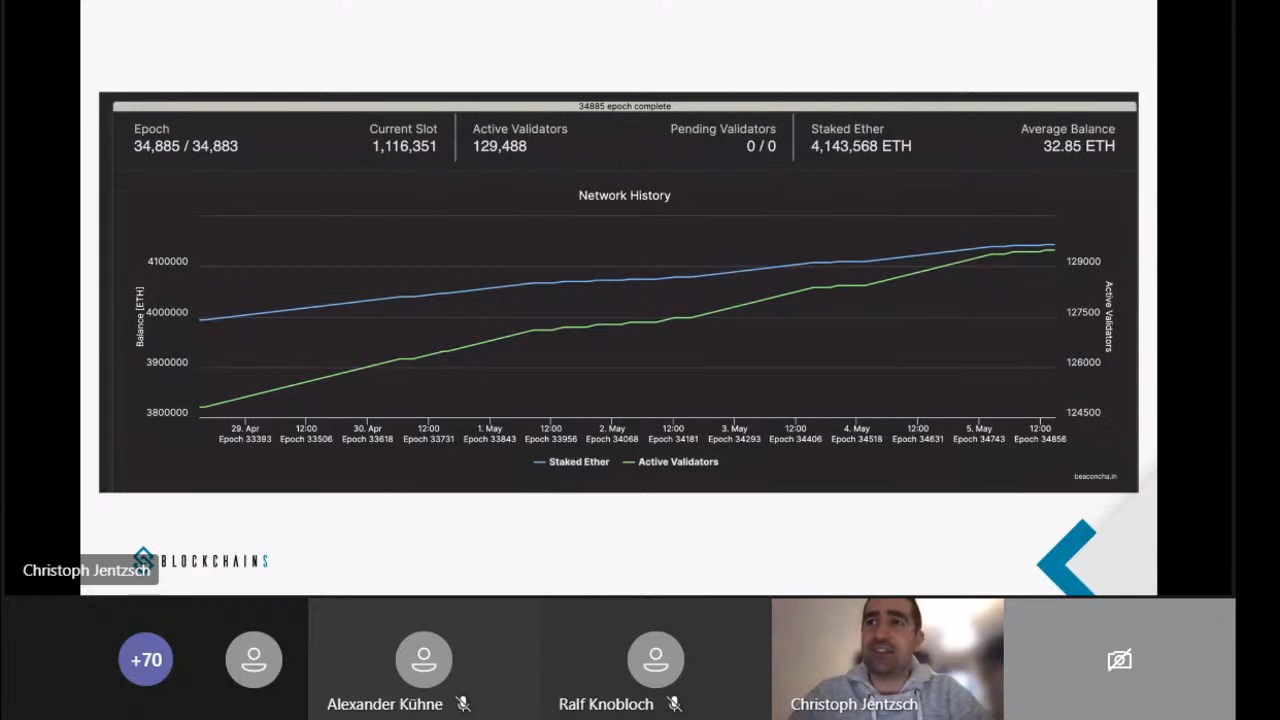 34885 epoch complete
Epoch
34,885 / 34,883
Current Slot
1,116,351
Active Validators
129,488
Pending Validators
0 / 0
Staked Ether
4,143,568 ETH
Average Balance
32.85 ETH
Network History
4100000
4000000
3900000
3800000
Balance [ETH]
129000
127500
126000
124500
Active Validators
29. Apr
Epoch 33393
12:00
Epoch 33506
30. Apr
Epoch 33618
12:00
Epoch 33731
1. May
Epoch 33843
12:00
Epoch 33956
2. May
Epoch 34068
12:00
Epoch 34181
3. May
Epoch 34293
12:00
Epoch 34406
4. May
Epoch 34518
12:00
Epoch 34631
5. May
Epoch 34743
12:00
Epoch 34856
Staked Ether
Active Validators
beaconcha.in
BLOCKCHAINS
Christoph Jentzsch
+70
Alexander Kühne
Ralf Knobloch
Christoph Jentzsch